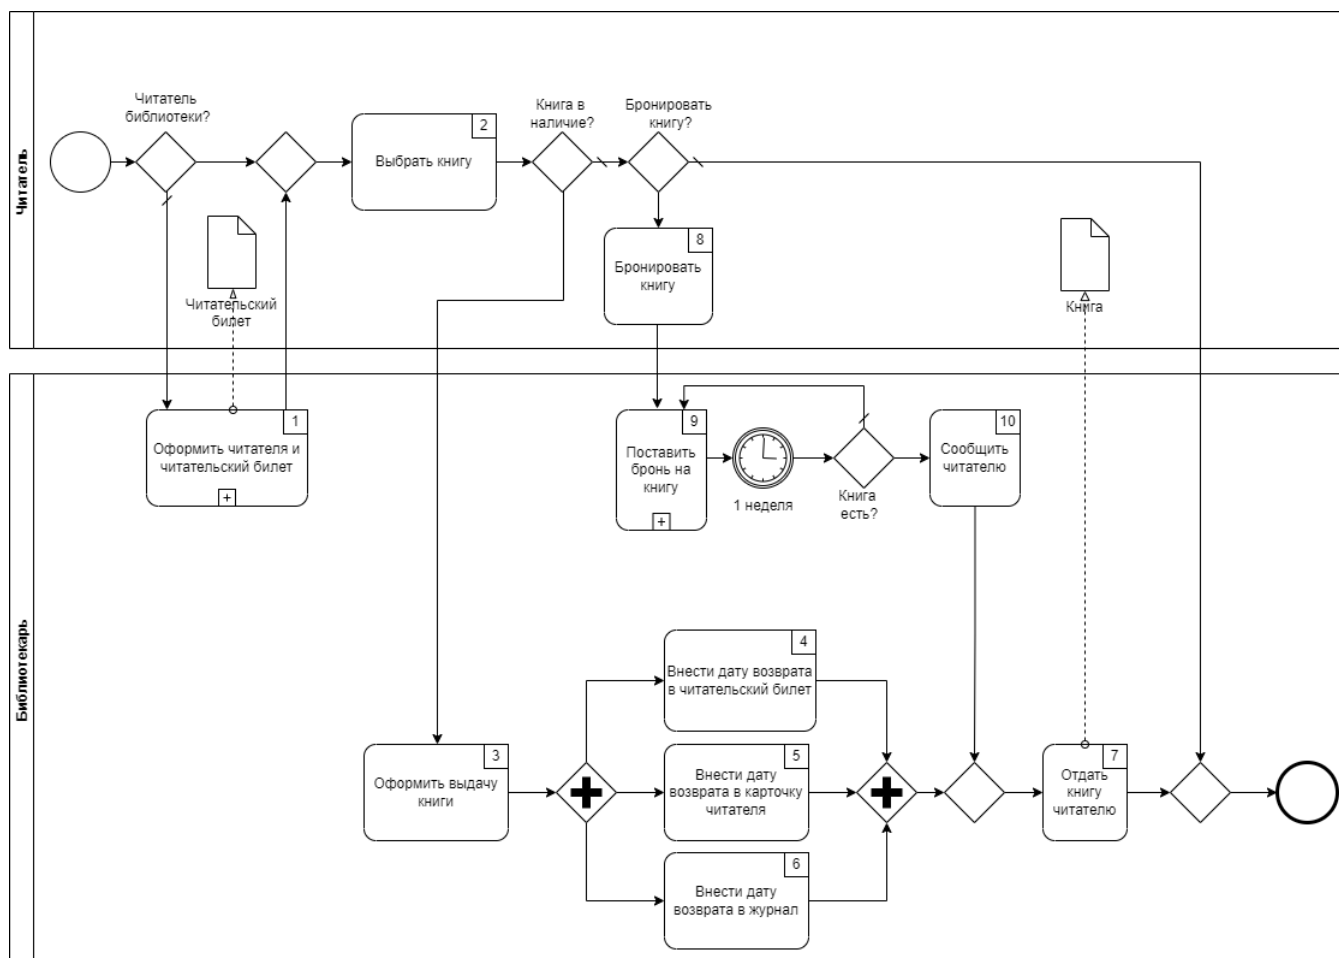 Читатель
Читатель
библиотеки?
2
Выбрать книгу
Книга в
наличие?
Бронировать
книгу?
8
Бронировать
книгу
Читательский
билет
Книга
Библиотекарь
1
Оформить читателя и
читательский билет
9
Поставить
бронь на
книгу
1 неделя
Книга
есть?
10
Сообщить
читателю
4
Внести дату возврата
в читательский билет
3
Оформить выдачу
книги
5
Внести дату
возврата в карточку
читателя
7
Отдать
книгу
читателю
6
Внести дату
возврата в журнал